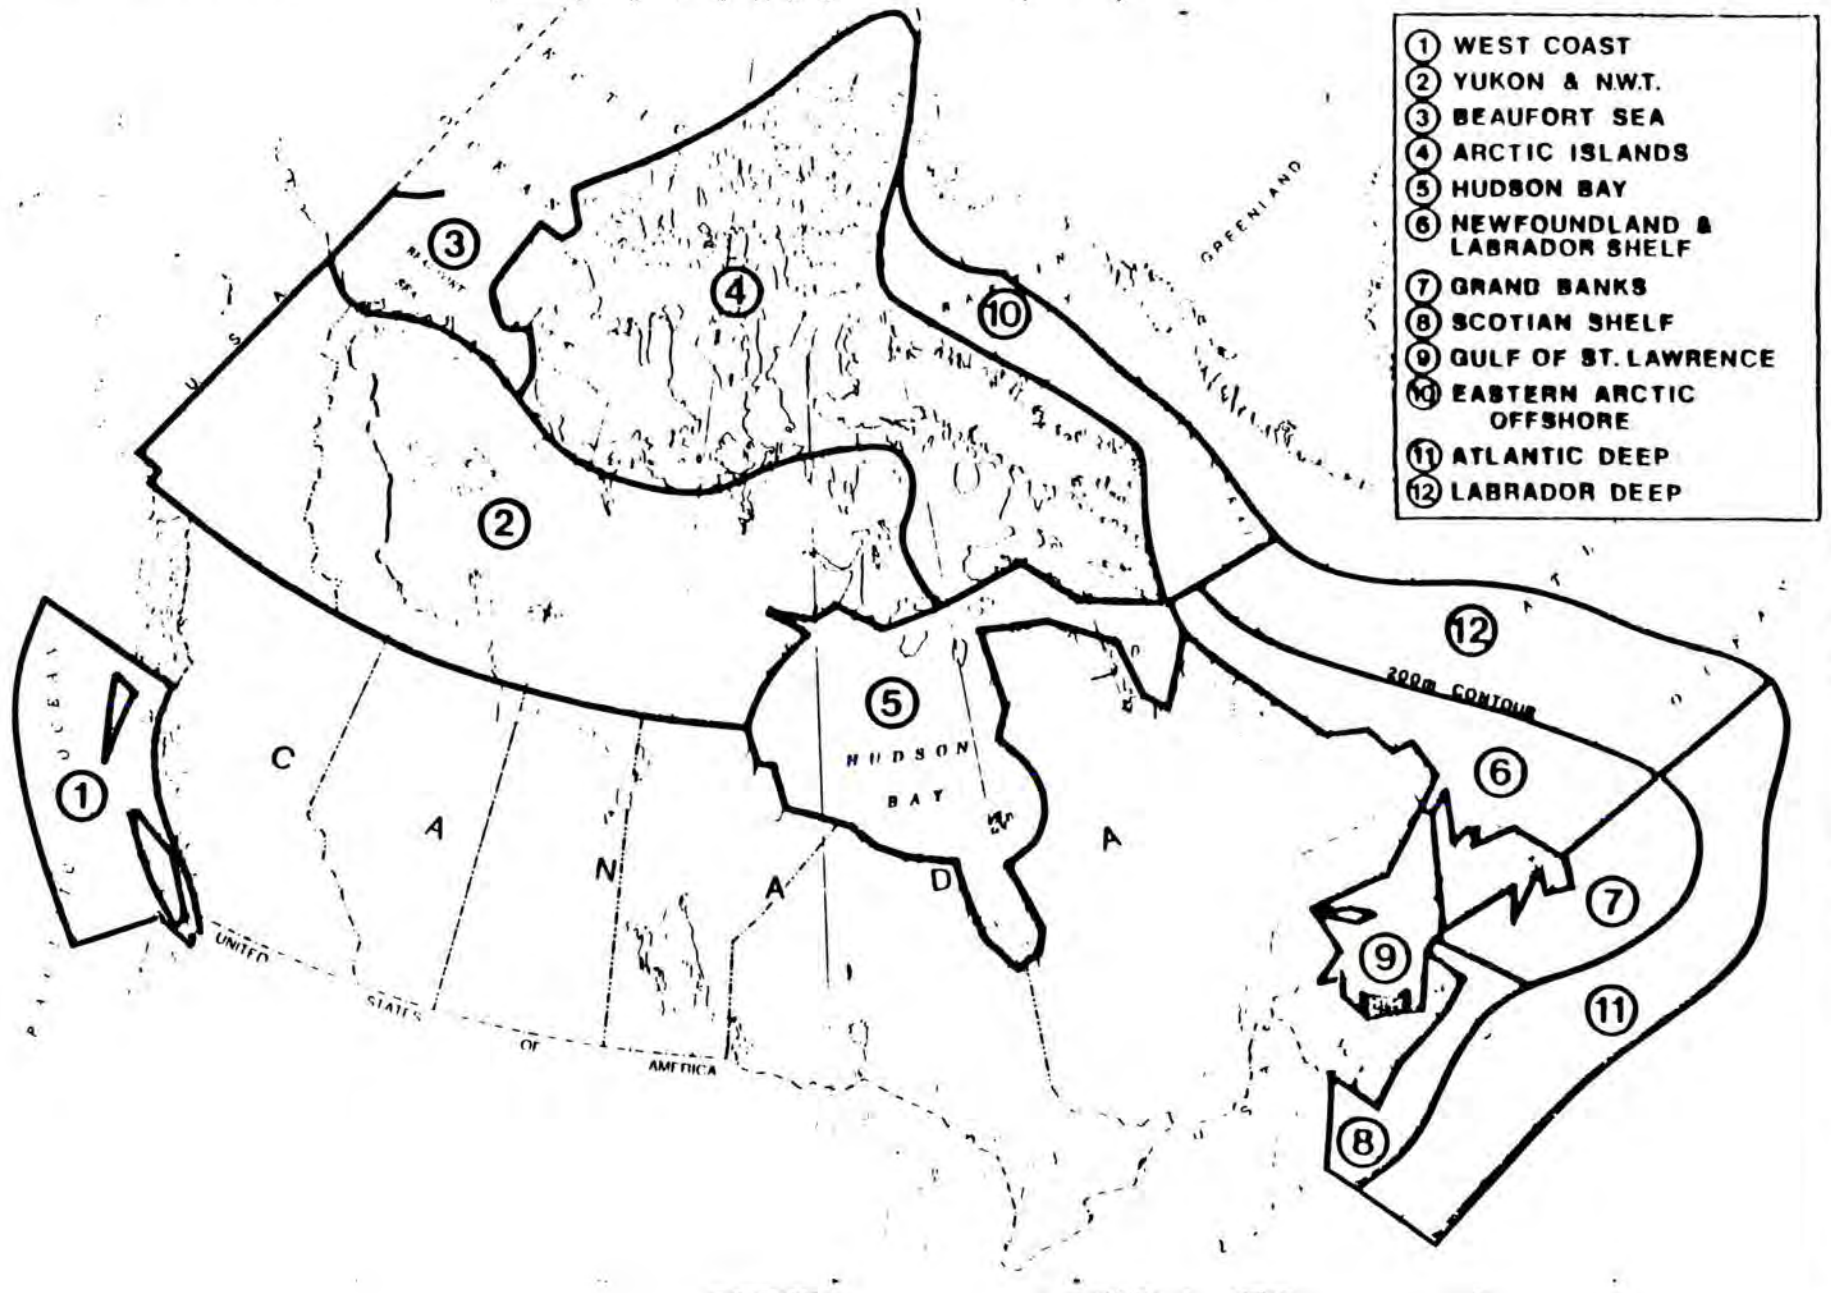 ① WEST COAST
② YUKON & N.W.T.
③ BEAUFORT SEA
④ ARCTIC ISLANDS
⑤ HUDSON BAY
⑥ NEWFOUNDLAND &
LABRADOR SHELF
⑦ GRAND BANKS
⑧ SCOTIAN SHELF
⑨ GULF OF ST. LAWRENCE
⑩ EASTERN ARCTIC
OFFSHORE
⑪ ATLANTIC DEEP
⑫ LABRADOR DEEP
GREENLAND
③
SEA
④
⑩
U S A
②
⑫
200m CONTOUR
OCEAN
①
⑤
HUDSON
BAY
⑥
C A N A D A
⑦
⑨
⑪
⑧
UNITED
STATES
OF
AMERICA